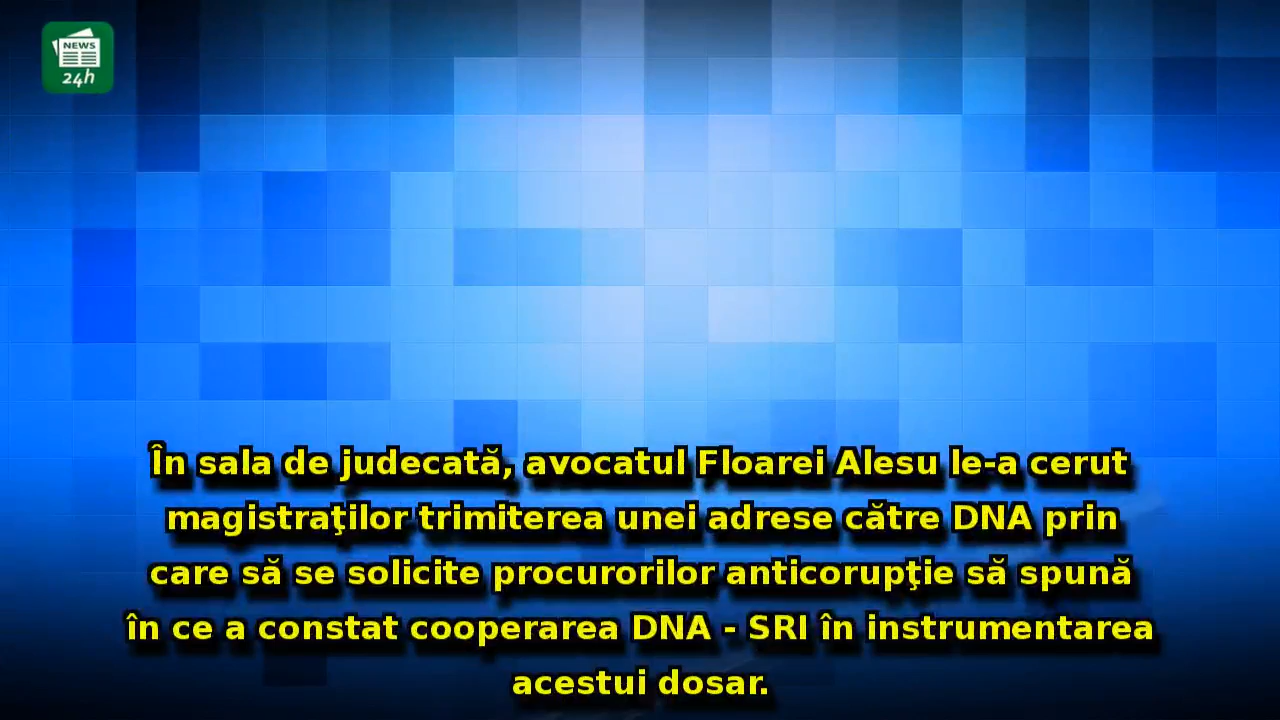 NEWS
24h
În sala de judecată, avocatul Floarei Alesu le-a cerut
magistraţilor trimiterea unei adrese către DNA prin
care să se solicite procurorilor anticorupţie să spună
în ce a constat cooperarea DNA - SRI în instrumentarea
acestui dosar.